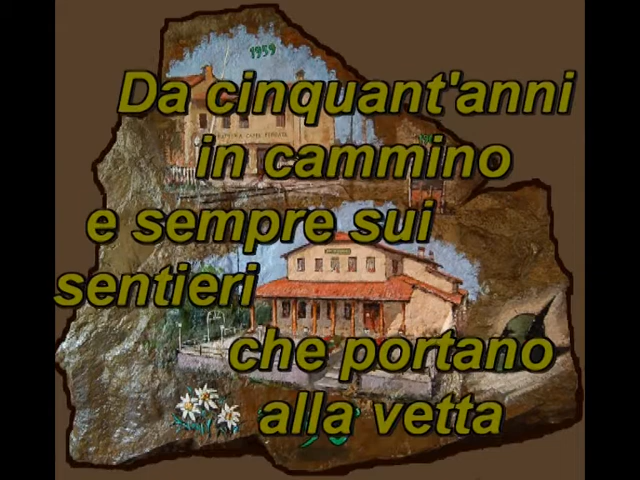 1959
Da cinquant'anni
in cammino
e sempre sui
sentieri
che portano
alla vetta